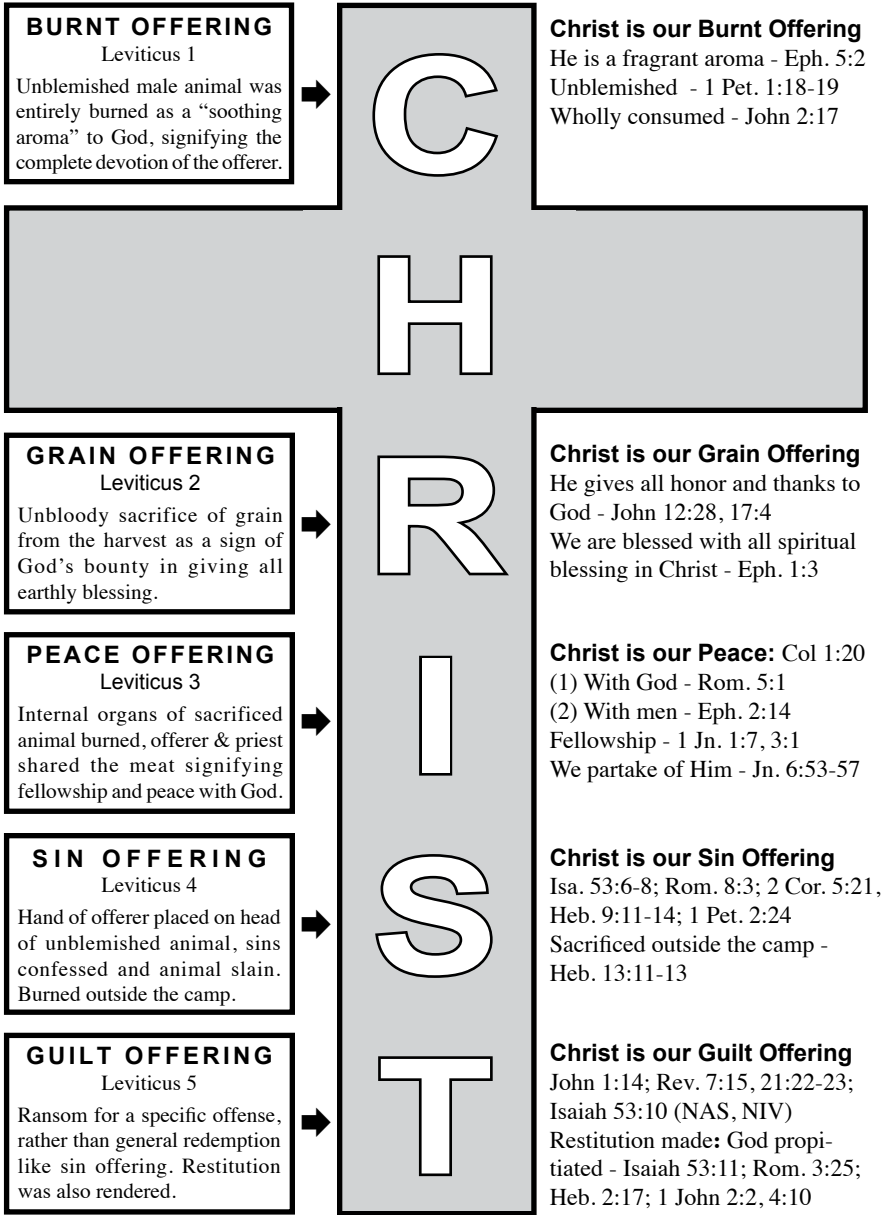 BURNT OFFERING
Leviticus 1
Unblemished male animal was
entirely burned as a “soothing
aroma” to God, signifying the
complete devotion of the offerer.
Christ is our Burnt Offering
He is a fragrant aroma - Eph. 5:2
Unblemished - 1 Pet. 1:18-19
Wholly consumed - John 2:17
C
H
R
I
S
T
GRAIN OFFERING
Leviticus 2
Unbloody sacrifice of grain
from the harvest as a sign of
God’s bounty in giving all
earthly blessing.
Christ is our Grain Offering
He gives all honor and thanks to
God - John 12:28, 17:4
We are blessed with all spiritual
blessing in Christ - Eph. 1:3
PEACE OFFERING
Leviticus 3
Internal organs of sacrificed
animal burned, offerer & priest
shared the meat signifying
fellowship and peace with God.
Christ is our Peace: Col 1:20
(1) With God - Rom. 5:1
(2) With men - Eph. 2:14
Fellowship - 1 Jn. 1:7, 3:1
We partake of Him - Jn. 6:53-57
SIN OFFERING
Leviticus 4
Hand of offerer placed on head
of unblemished animal, sins
confessed and animal slain.
Burned outside the camp.
Christ is our Sin Offering
Isa. 53:6-8; Rom. 8:3; 2 Cor. 5:21,
Heb. 9:11-14; 1 Pet. 2:24
Sacrificed outside the camp -
Heb. 13:11-13
GUILT OFFERING
Leviticus 5
Ransom for a specific offense,
rather than general redemption
like sin offering. Restitution
was also rendered.
Christ is our Guilt Offering
John 1:14; Rev. 7:15, 21:22-23;
Isaiah 53:10 (NAS, NIV)
Restitution made: God propi-
tiated - Isaiah 53:11; Rom. 3:25;
Heb. 2:17; 1 John 2:2, 4:10